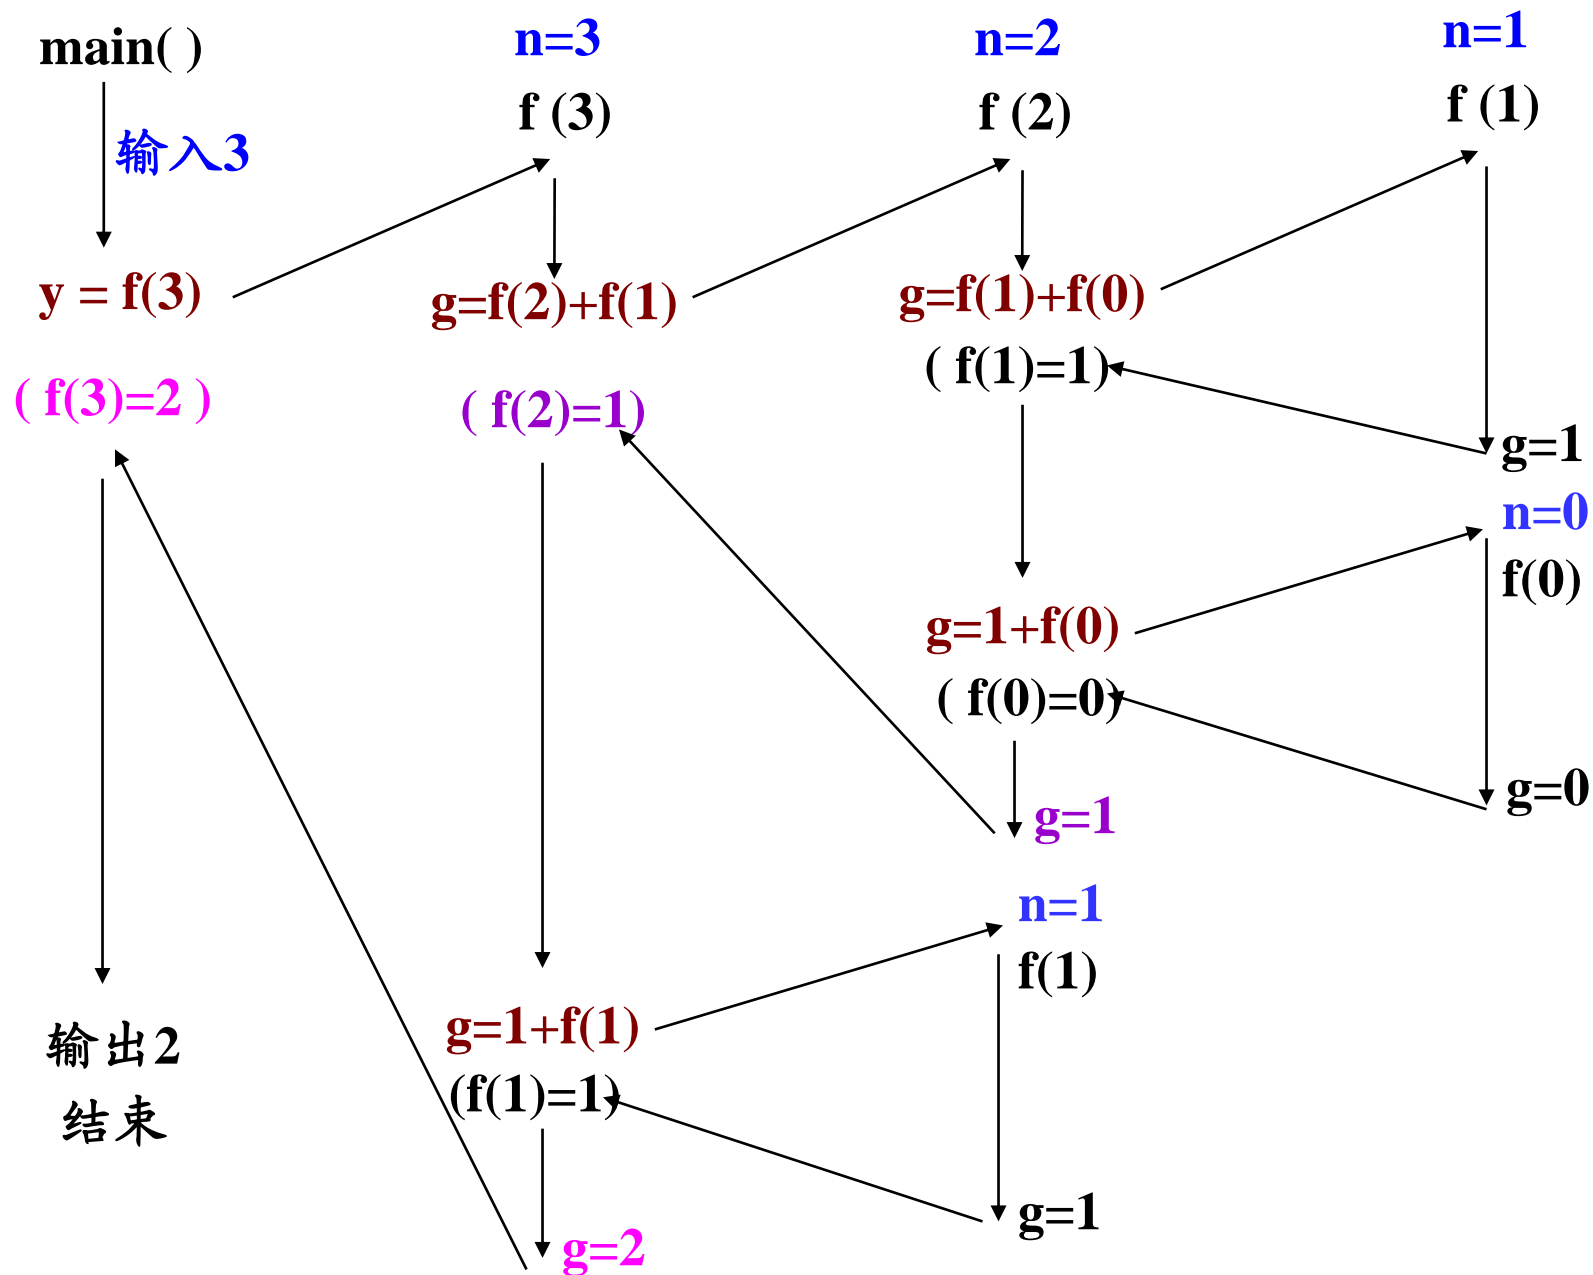 main( )
输入3
y = f(3)
( f(3)=2 )
输出2
结束
n=3
f (3)
g=f(2)+f(1)
( f(2)=1)
g=1+f(1)
(f(1)=1)
g=2
n=2
f (2)
g=f(1)+f(0)
( f(1)=1)
g=1+f(0)
( f(0)=0)
g=1
n=1
f(1)
g=1
n=1
f (1)
g=1
n=0
f(0)
g=0